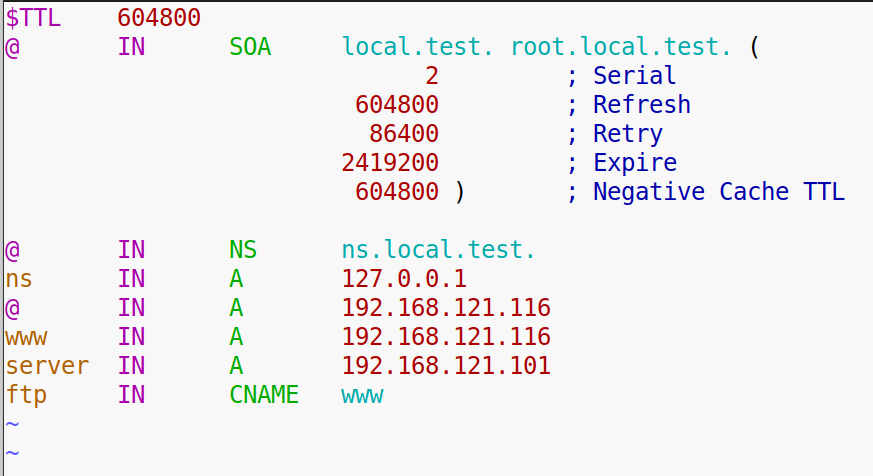 $TTL    604800
@       IN      SOA     local.test. root.local.test. (
                              2         ; Serial
                         604800         ; Refresh
                          86400         ; Retry
                        2419200         ; Expire
                         604800 )       ; Negative Cache TTL

@       IN      NS      ns.local.test.
ns      IN      A       127.0.0.1
@       IN      A       192.168.121.116
www     IN      A       192.168.121.116
server  IN      A       192.168.121.101
ftp     IN      CNAME   www
~
~